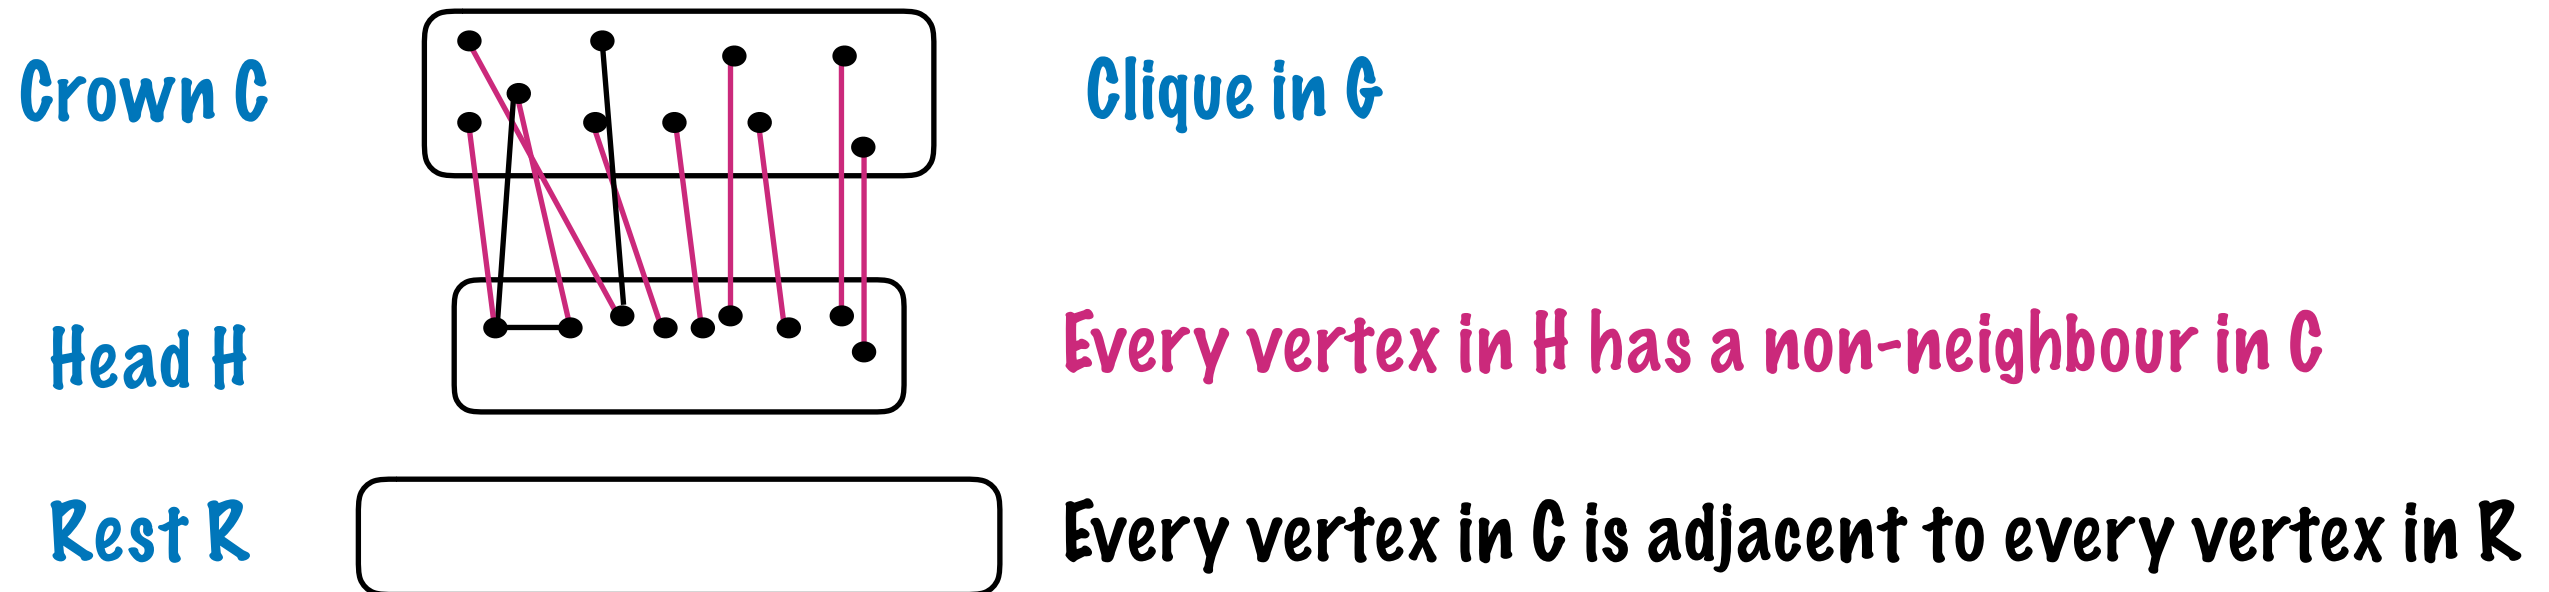 Crown C
Clique in G
Head H
Every vertex in H has a non-neighbour in C
Rest R
Every vertex in C is adjacent to every vertex in R